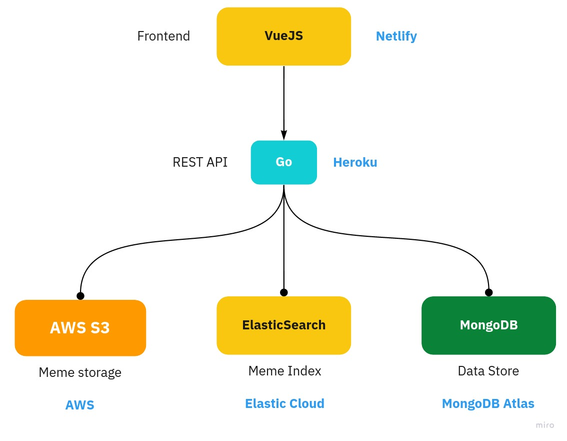 Frontend
VueJS
Netlify
REST API
Go
Heroku
AWS S3
ElasticSearch
MongoDB
Meme storage
Meme Index
Data Store
AWS
Elastic Cloud
MongoDB Atlas
miro